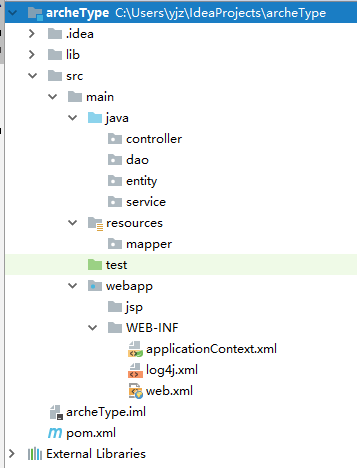 archeType C:\Users\yjz\IdeaProjects\archeType
.idea
lib
src
main
java
controller
dao
entity
service
resources
mapper
test
webapp
jsp
WEB-INF
applicationContext.xml
log4j.xml
web.xml
archeType.iml
pom.xml
External Libraries